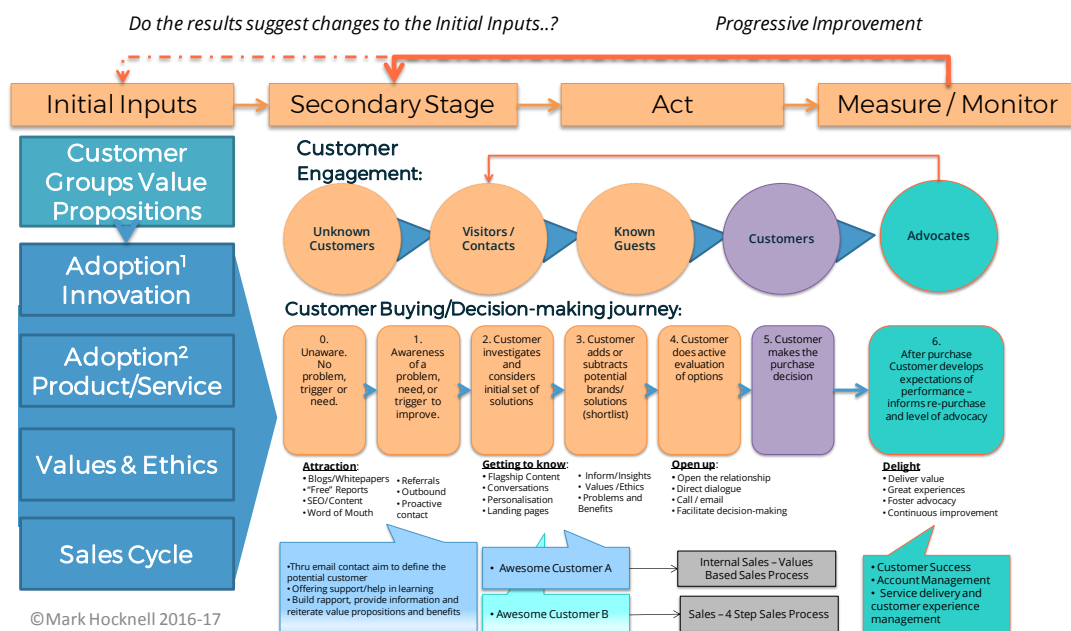 Do the results suggest changes to the Initial Inputs..?
Progressive Improvement
Initial Inputs
Secondary Stage
Act
Measure / Monitor
Customer
Groups Value
Propositions
Adoption¹
Innovation
Adoption²
Product/Service
Values & Ethics
Sales Cycle
©Mark Hocknell 2016-17
Customer
Engagement:
Unknown
Customers
Visitors /
Contacts
Known
Guests
Customers
Advocates
Customer Buying/Decision-making journey:
0.
Unaware.
No
problem,
trigger or
need.
1.
Awareness
of a
problem,
need, or
trigger to
improve.
2. Customer
investigates
and
considers
initial set of
solutions
3. Customer
adds or
subtracts
potential
brands/
solutions
(shortlist)
4. Customer
does active
evaluation
of options
5. Customer
makes the
purchase
decision
6.
After purchase
Customer develops
expectations of
performance –
informs re-purchase
and level of advocacy
Attraction:
• Blogs/Whitepapers
• "Free" Reports
• SEO/Content
• Word of Mouth
• Referrals
• Outbound
• Proactive
contact
Getting to know:
• Flagship Content
• Conversations
• Personalisation
• Landing pages
• Inform/Insights
• Values /Ethics
• Problems and
Benefits
Open up:
• Open the relationship
• Direct dialogue
• Call / email
• Facilitate decision-making
Delight
• Deliver value
• Great experiences
• Foster advocacy
• Continuous improvement
•Thru email contact aim to define the
potential customer
• Offering support/help in learning
• Build rapport, provide information and
reiterate value propositions and benefits
• Awesome Customer A
• Awesome Customer B
Internal Sales – Values
Based Sales Process
Sales – 4 Step Sales Process
• Customer Success
• Account Management
• Service delivery and
customer experience
management